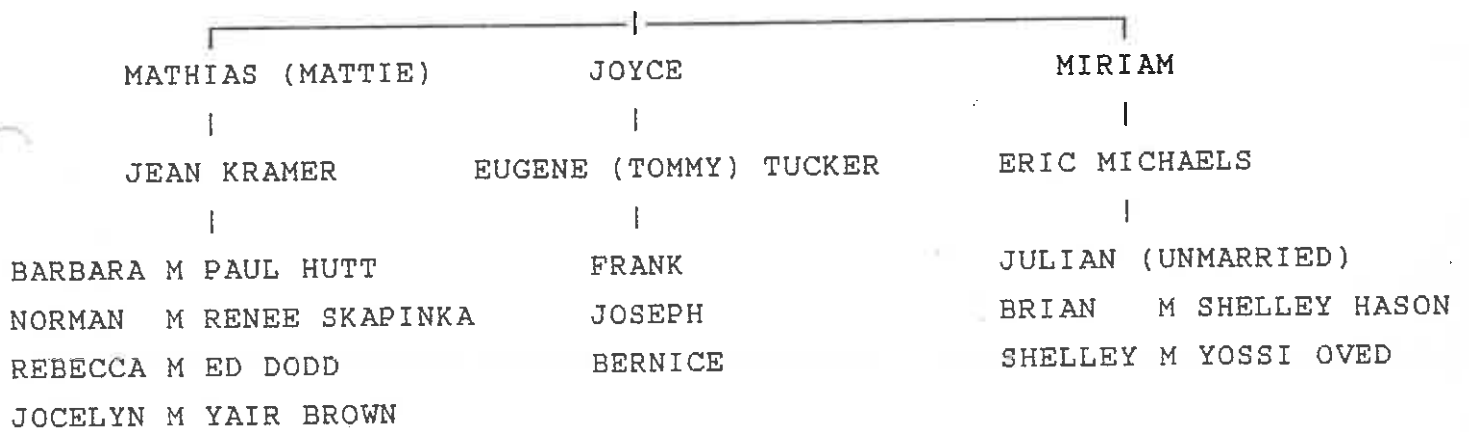 MATHIAS (MATTIE) JOYCE MIRIAM
JEAN KRAMER EUGENE (TOMMY) TUCKER ERIC MICHAELS
BARBARA M PAUL HUTT FRANK JULIAN (UNMARRIED)
NORMAN M RENEE SKAPINKA JOSEPH BRIAN M SHELLEY HASON
REBECCA M ED DODD BERNICE SHELLEY M YOSSI OVED
JOCELYN M YAIR BROWN